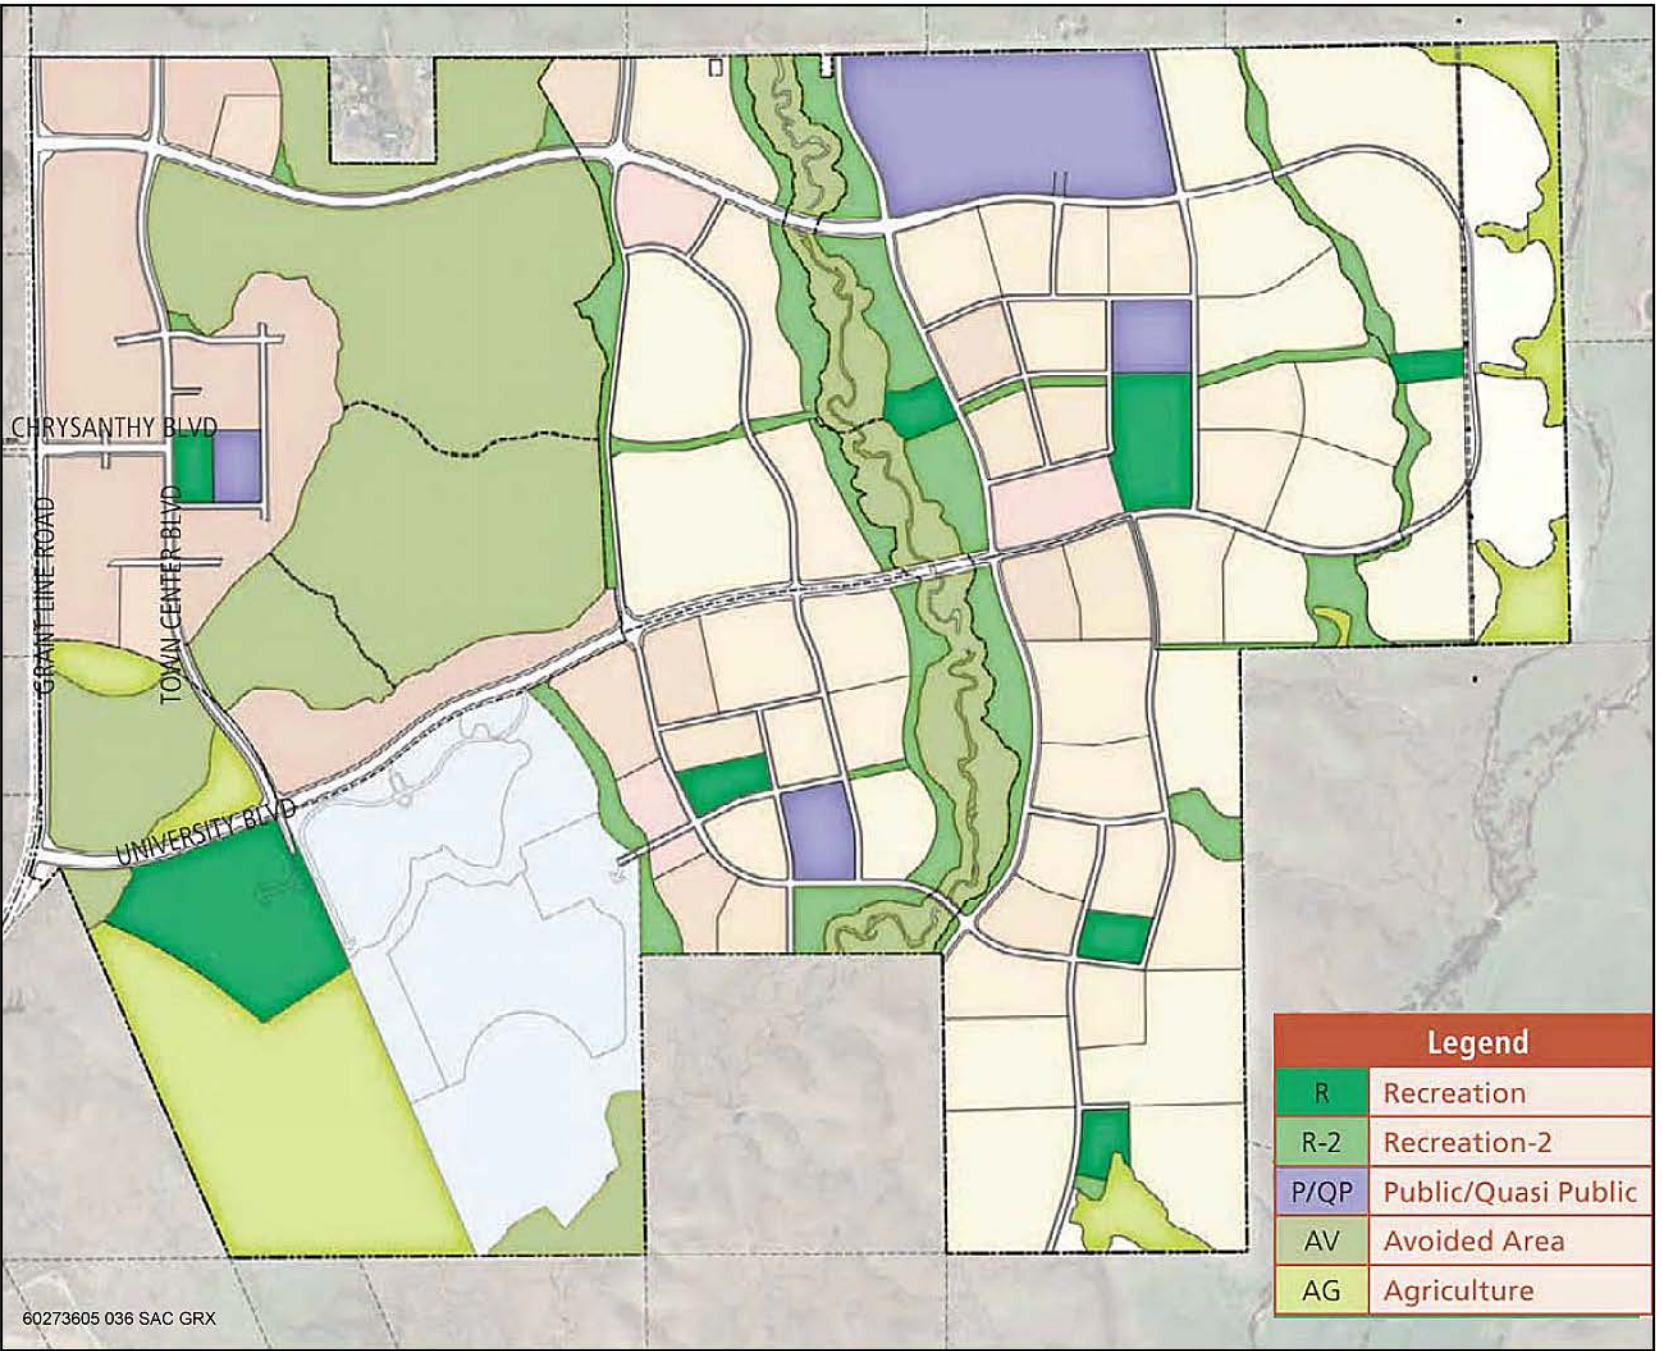 CHRYSANTHY BLVD
GRANT LINE ROAD
TOWN CENTER BLVD
UNIVERSITY BLVD
Legend
R Recreation
R-2 Recreation-2
P/QP Public/Quasi Public
AV Avoided Area
AG Agriculture
60273605 036 SAC GRX